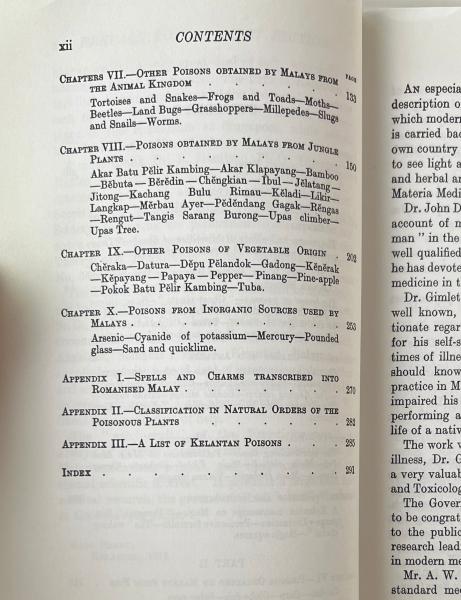 xii
CONTENTS
PAGE
CHAPTERS VII.—OTHER POISONS OBTAINED BY MALAYS FROM
THE ANIMAL KINGDOM . . . . . . 133
Tortoises and Snakes—Frogs and Toads—Moths—
Beetles—Land Bugs—Grasshoppers—Millepedes—Slugs
and Snails—Worms.
CHAPTER VIII.—POISONS OBTAINED BY MALAYS FROM JUNGLE
PLANTS . . . . . . . . . 150
Akar Batu Pĕlir Kambing—Akar Klapayang—Bamboo
—Bĕbuta—Bĕrĕdin—Chĕngkian—Ibul—Jĕlatang—
Jitong—Kachang Bulu Rimau—Kĕladi—Likir—
Langkap—Mĕrbau Ayer—Pĕdĕndang Gagak—Rĕngas
—Rengut—Tangis Sarang Burong—Upas climber—
Upas Tree.
CHAPTER IX.—OTHER POISONS OF VEGETABLE ORIGIN . 202
Chĕraka—Datura—Dĕpu Pĕlandok—Gadong—Kĕnĕrak
—Kĕpayang—Papaya—Pepper—Pinang—Pine-apple
—Pokok Batu Pĕlir Kambing—Tuba.
CHAPTER X.—POISONS FROM INORGANIC SOURCES USED BY
MALAYS . . . . . . . . . 253
Arsenic—Cyanide of potassium—Mercury—Pounded
glass—Sand and quicklime.
APPENDIX I.—SPELLS AND CHARMS TRANSCRIBED INTO
ROMANISED MALAY . . . . . . . 270
APPENDIX II.—CLASSIFICATION IN NATURAL ORDERS OF THE
POISONOUS PLANTS . . . . . . 282
APPENDIX III.—A LIST OF KELANTAN POISONS . . . 285
INDEX . . . . . . . . . . 291
AN especia
description o
which modern
is carried bac
own country
to see light a
and herbal ar
Materia Medi
Dr. John D
account of m
man " in the
well qualified
he has devote
medicine in t
Dr. Gimlet
well known,
tionate regar
for his self-s
times of illne
should know
practice in M
impaired his
performing a
life of a nativ
The work v
illness, Dr. G
a very valuab
and Toxicolog
The Gover
to be congrat
to the public
research lead
in modern me
Mr. A. W.
standard med